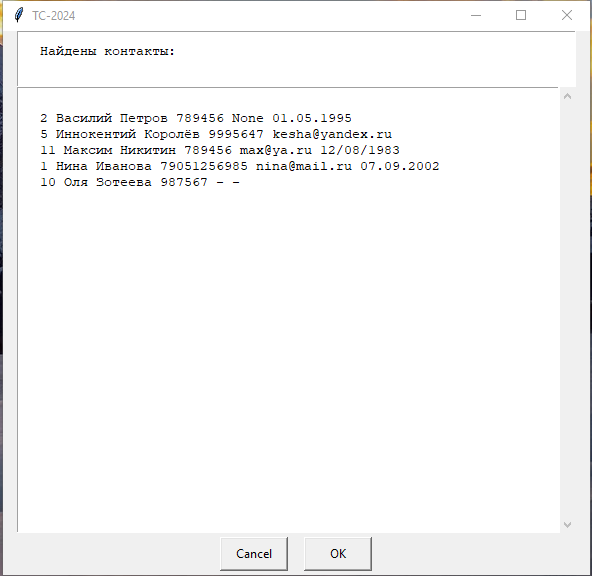 TC-2024
Найдены контакты:
2 Василий Петров 789456 None 01.05.1995
5 Иннокентий Королёв 9995647 kesha@yandex.ru
11 Максим Никитин 789456 max@ya.ru 12/08/1983
1 Нина Иванова 79051256985 nina@mail.ru 07.09.2002
10 Оля Зотеева 987567 - -
Cancel OK